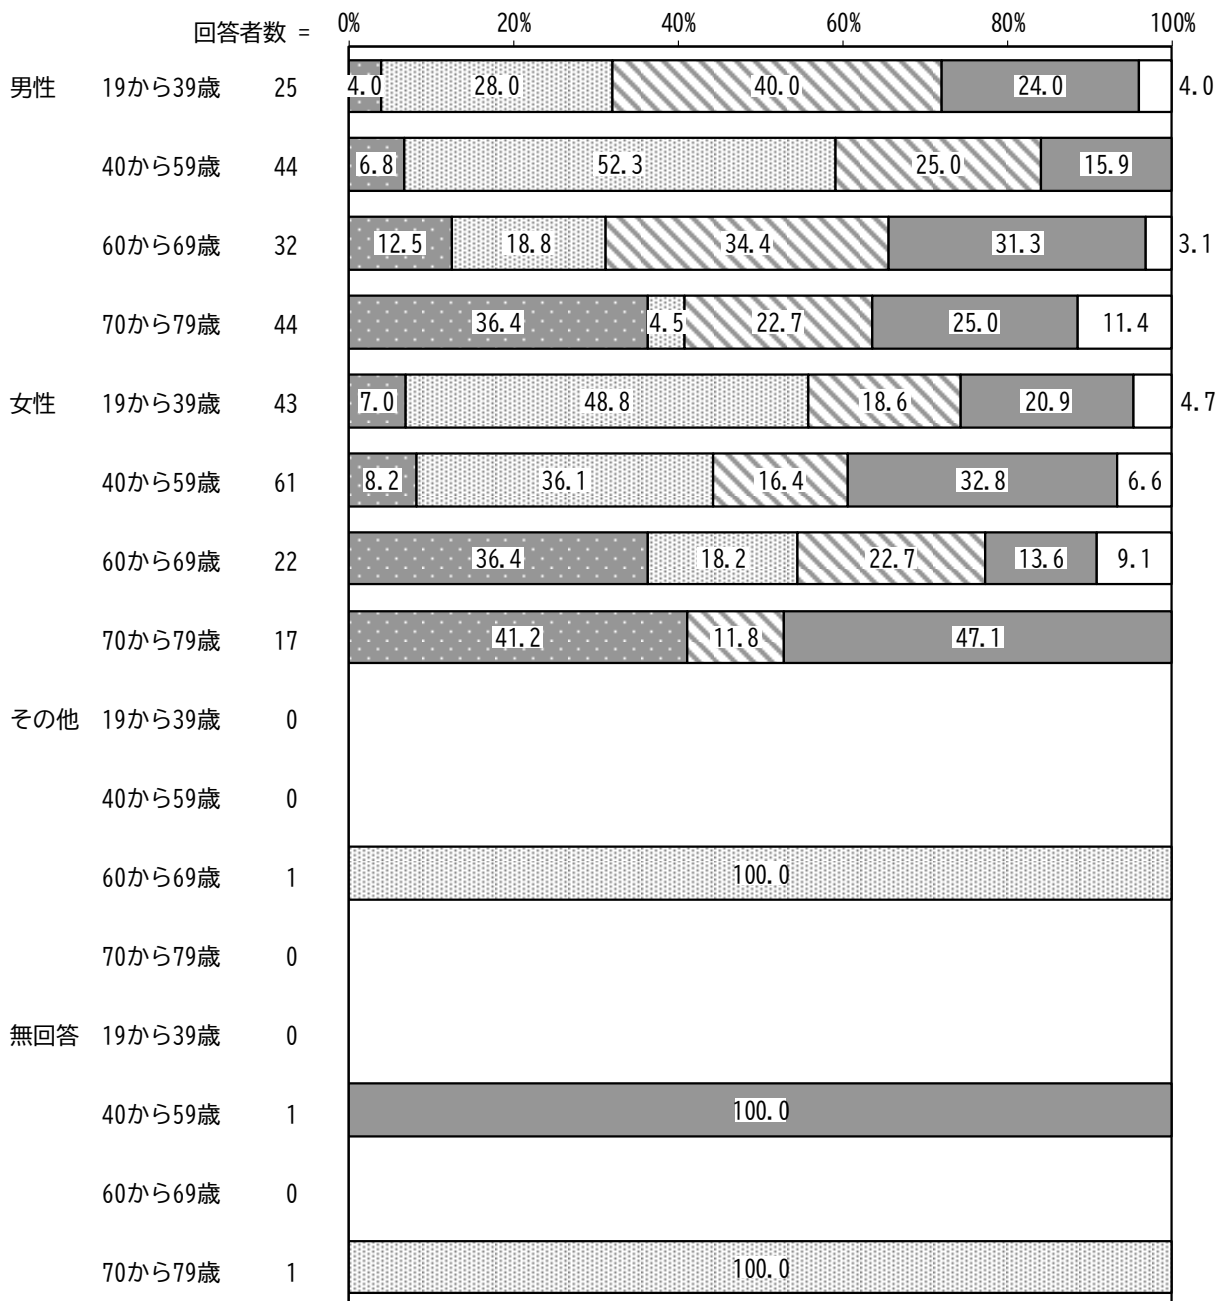 0% 20% 40% 60% 80% 100%
回答者数 =
男性 19から39歳 25 4.0 28.0 40.0 24.0 4.0
40から59歳 44 6.8 52.3 25.0 15.9
60から69歳 32 12.5 18.8 34.4 31.3 3.1
70から79歳 44 36.4 4.5 22.7 25.0 11.4
女性 19から39歳 43 7.0 48.8 18.6 20.9 4.7
40から59歳 61 8.2 36.1 16.4 32.8 6.6
60から69歳 22 36.4 18.2 22.7 13.6 9.1
70から79歳 17 41.2 11.8 47.1
その他 19から39歳 0
40から59歳 0
60から69歳 1 100.0
70から79歳 0
無回答 19から39歳 0
40から59歳 1 100.0
60から69歳 0
70から79歳 1 100.0